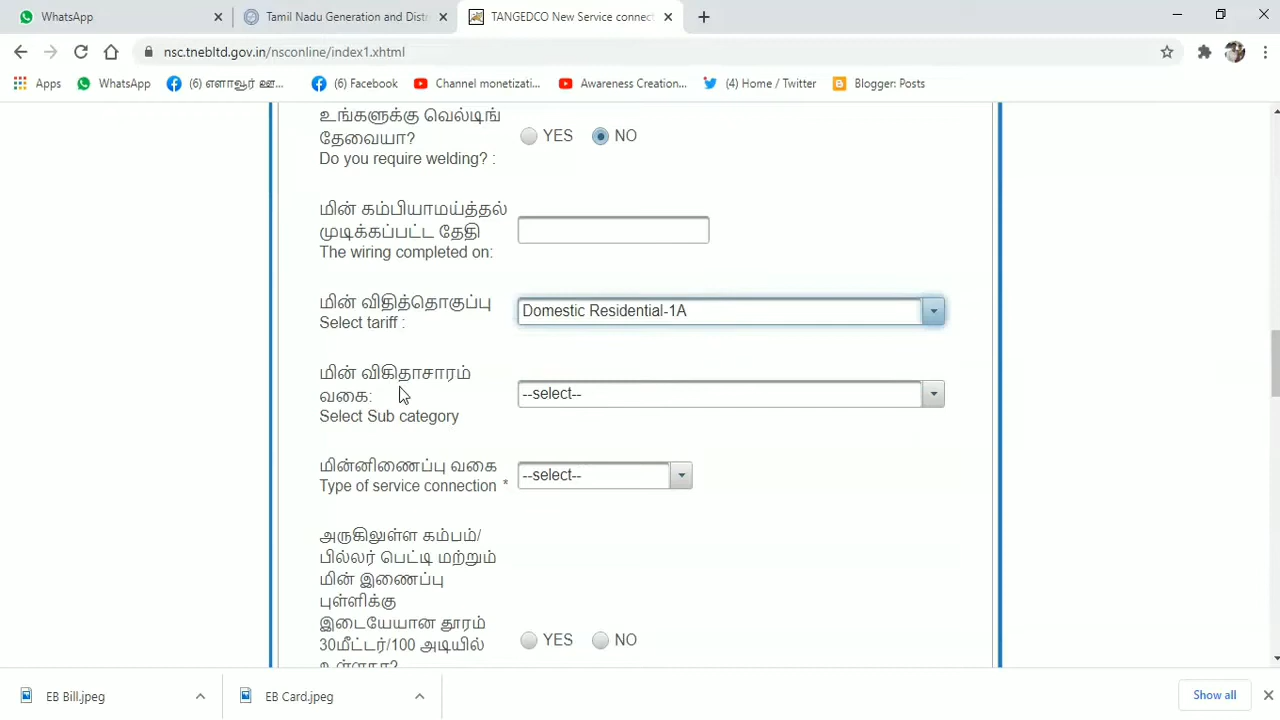 WhatsApp
Tamil Nadu Generation and Distr
TANGEDCO New Service connect
nsc.tnebltd.gov.in/nsconline/index1.xhtml
Apps
WhatsApp
(6) எளாவூர் ஊ...
(6) Facebook
Channel monetizati...
Awareness Creation...
(4) Home / Twitter
Blogger: Posts
உங்களுக்கு வெல்டிங்
தேவையா?
Do you require welding? :
YES
NO
மின் கம்பியாமய்த்தல்
முடிக்கப்பட்ட தேதி
The wiring completed on:
மின் விதித்தொகுப்பு
Select tariff :
Domestic Residential-1A
மின் விகிதாசாரம்
வகை:
Select Sub category
--select--
மின்னிணைப்பு வகை
Type of service connection *
--select--
அருகிலுள்ள கம்பம்/
பில்லர் பெட்டி மற்றும்
மின் இணைப்பு
புள்ளிக்கு
இடையேயான தூரம்
30மீட்டர்/100 அடியில்
உள்ளதா?
YES
NO
EB Bill.jpeg
EB Card.jpeg
Show all